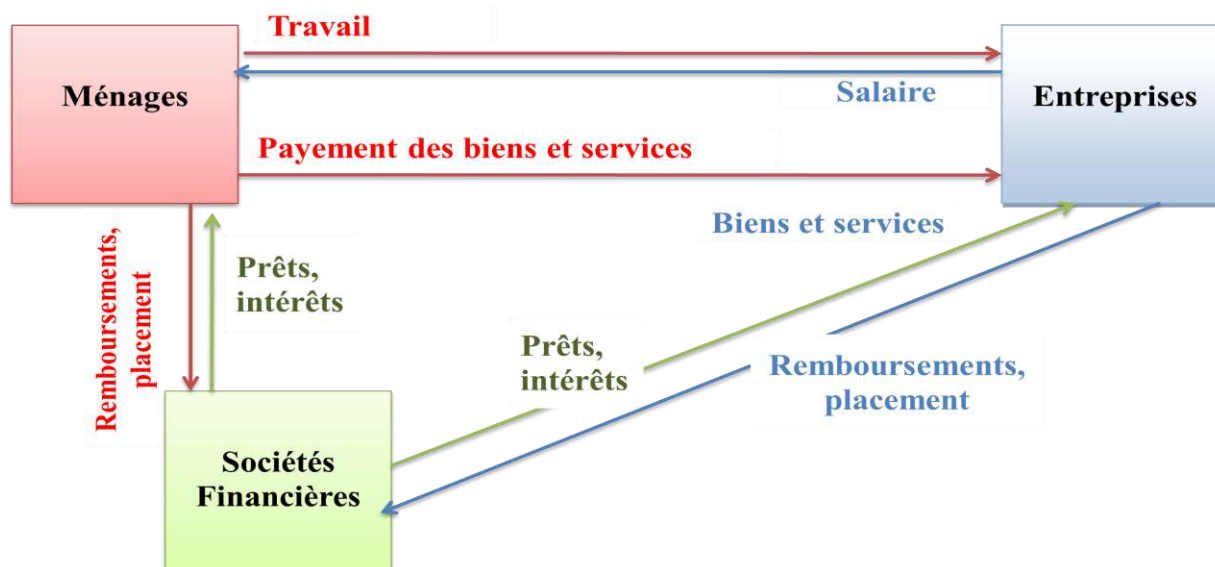 Travail
Ménages
Entreprises
Salaire
Payement des biens et services
Biens et services
Remboursements,
placement
Prêts,
intérêts
Prêts,
intérêts
Remboursements,
placement
Sociétés
Financières